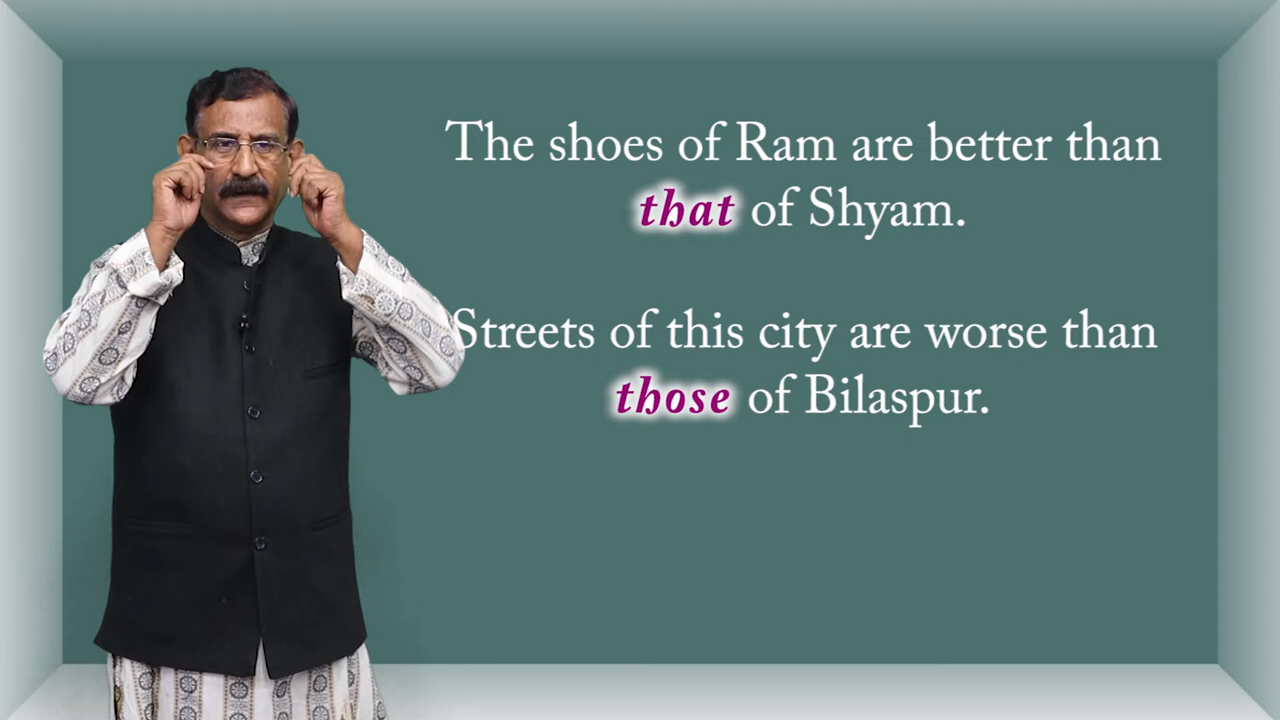 The shoes of Ram are better than
that of Shyam.
Streets of this city are worse than
those of Bilaspur.